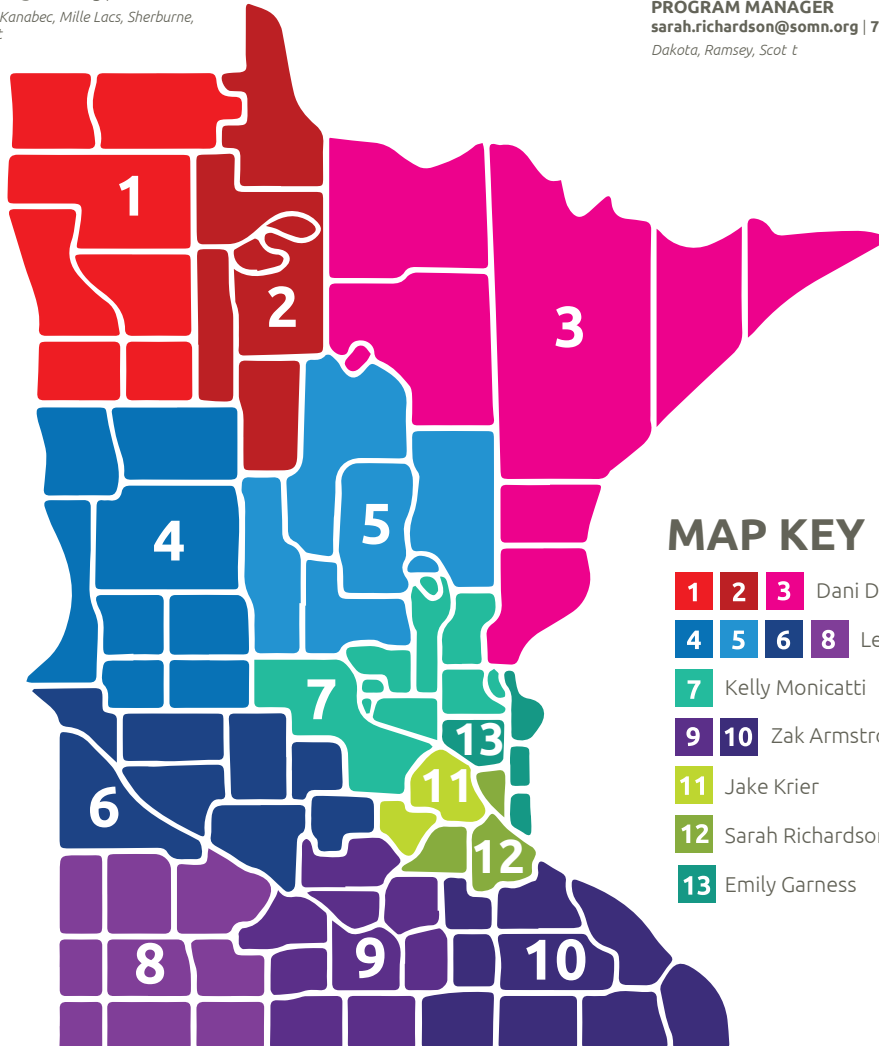 Kanabec, Mille Lacs, Sherburne,
PROGRAM MANAGER
sarah.richardson@somn.org | 7
Dakota, Ramsey, Scot t
1
2
3
4
5
6
7
8
9
10
11
12
13
MAP KEY
1 2 3 Dani D
4 5 6 8 Le
7 Kelly Monicatti
9 10 Zak Armstro
11 Jake Krier
12 Sarah Richardson
13 Emily Garness